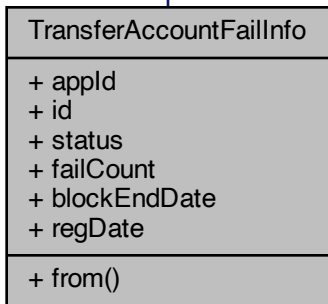 TransferAccountFailInfo
+ appId
+ id
+ status
+ failCount
+ blockEndDate
+ regDate
+ from()